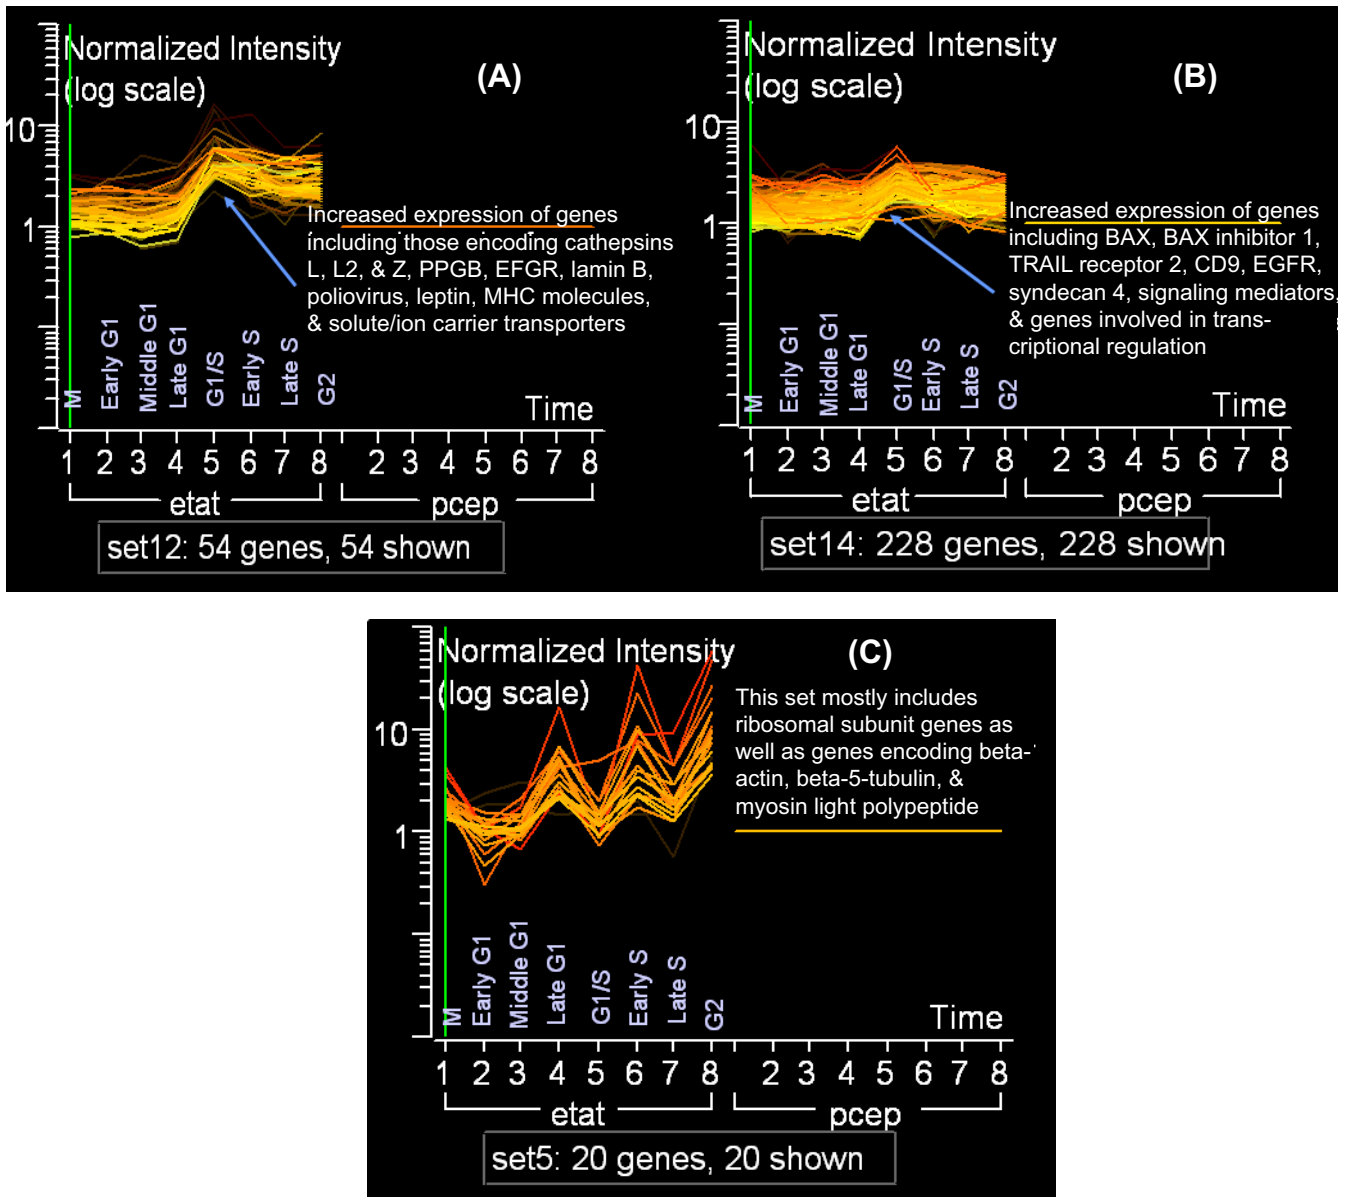 Normalized Intensity
(log scale)
(A)
10
1
Increased expression of genes
including those encoding cathepsins
L, L2, & Z, PPGB, EFGR, lamin B,
poliovirus, leptin, MHC molecules,
& solute/ion carrier transporters
M
Early G1
Middle G1
Late G1
G1/S
Early S
Late S
G2
Time
1 2 3 4 5 6 7 8 2 3 4 5 6 7 8
etat pcep
set12: 54 genes, 54 shown
Normalized Intensity
(log scale)
(B)
10
1
Increased expression of genes
including BAX, BAX inhibitor 1,
TRAIL receptor 2, CD9, EGFR,
syndecan 4, signaling mediators,
& genes involved in trans-
criptional regulation
M
Early G1
Middle G1
Late G1
G1/S
Early S
Late S
G2
Time
1 2 3 4 5 6 7 8 2 3 4 5 6 7 8
etat pcep
set14: 228 genes, 228 shown
Normalized Intensity
(log scale)
(C)
10
1
This set mostly includes
ribosomal subunit genes as
well as genes encoding beta-
actin, beta-5-tubulin, &
myosin light polypeptide
M
Early G1
Middle G1
Late G1
G1/S
Early S
Late S
G2
Time
1 2 3 4 5 6 7 8 2 3 4 5 6 7 8
etat pcep
set5: 20 genes, 20 shown